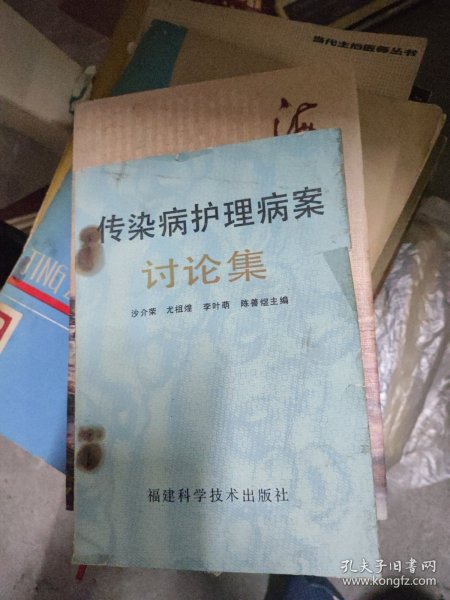 当代主治医师丛书
海
传染病护理病案
讨论集
沙介荣 尤祖煌 李叶萌 陈善煜主编
福建科学技术出版社
TING
孔夫子旧书网
www.kongfz.com